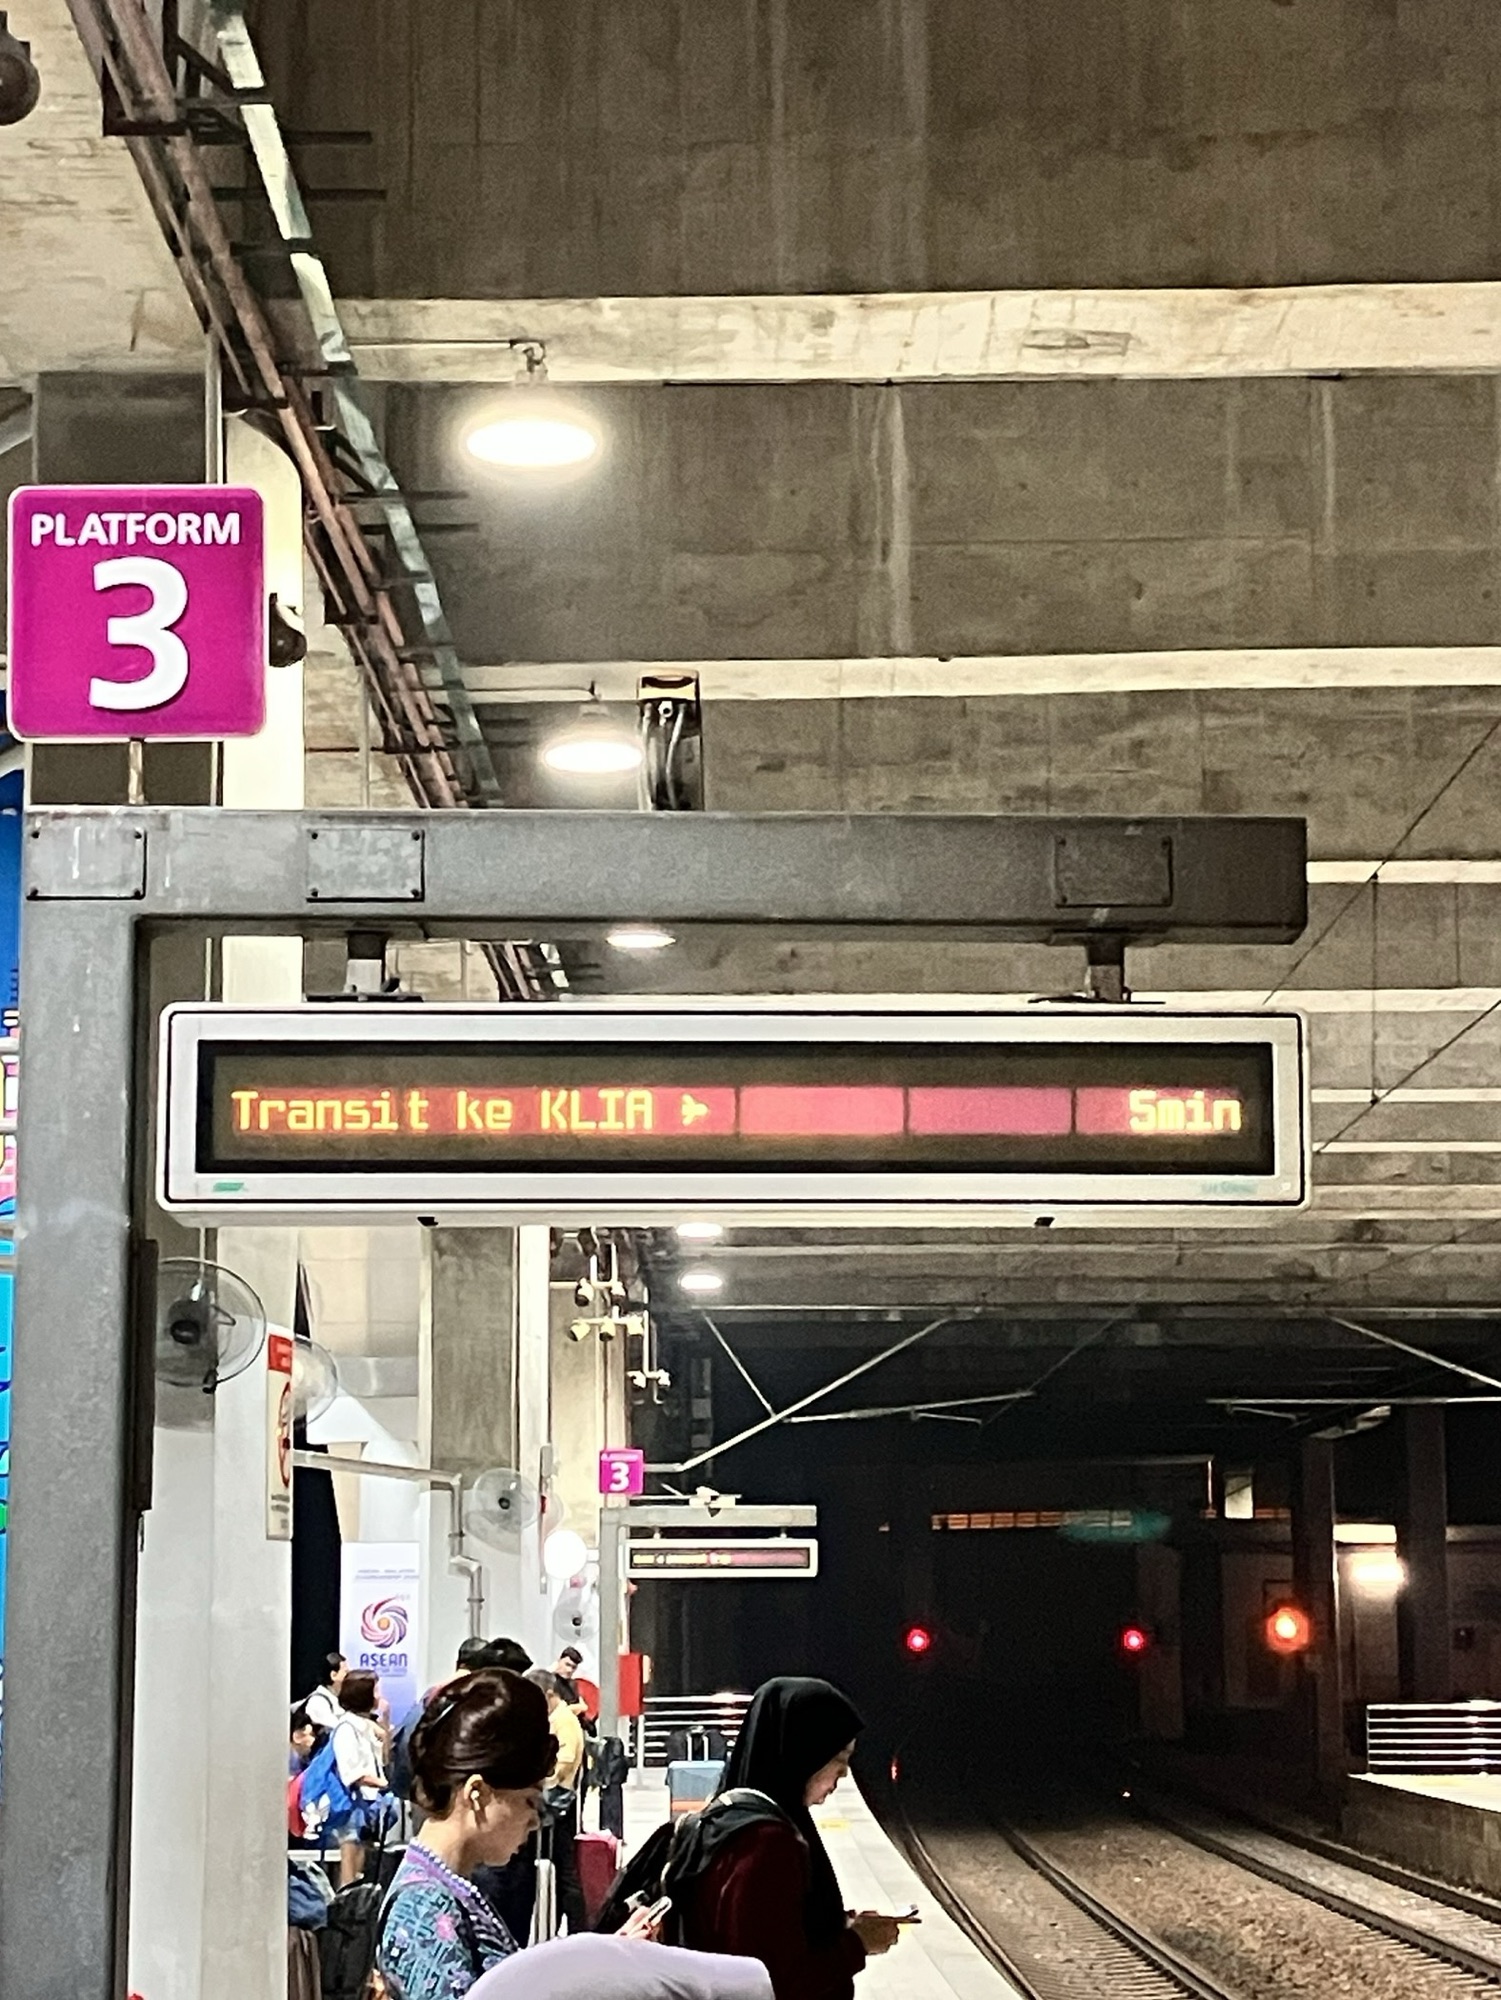 PLATFORM
3
Transit ke KLIA 5min
3
ASEAN